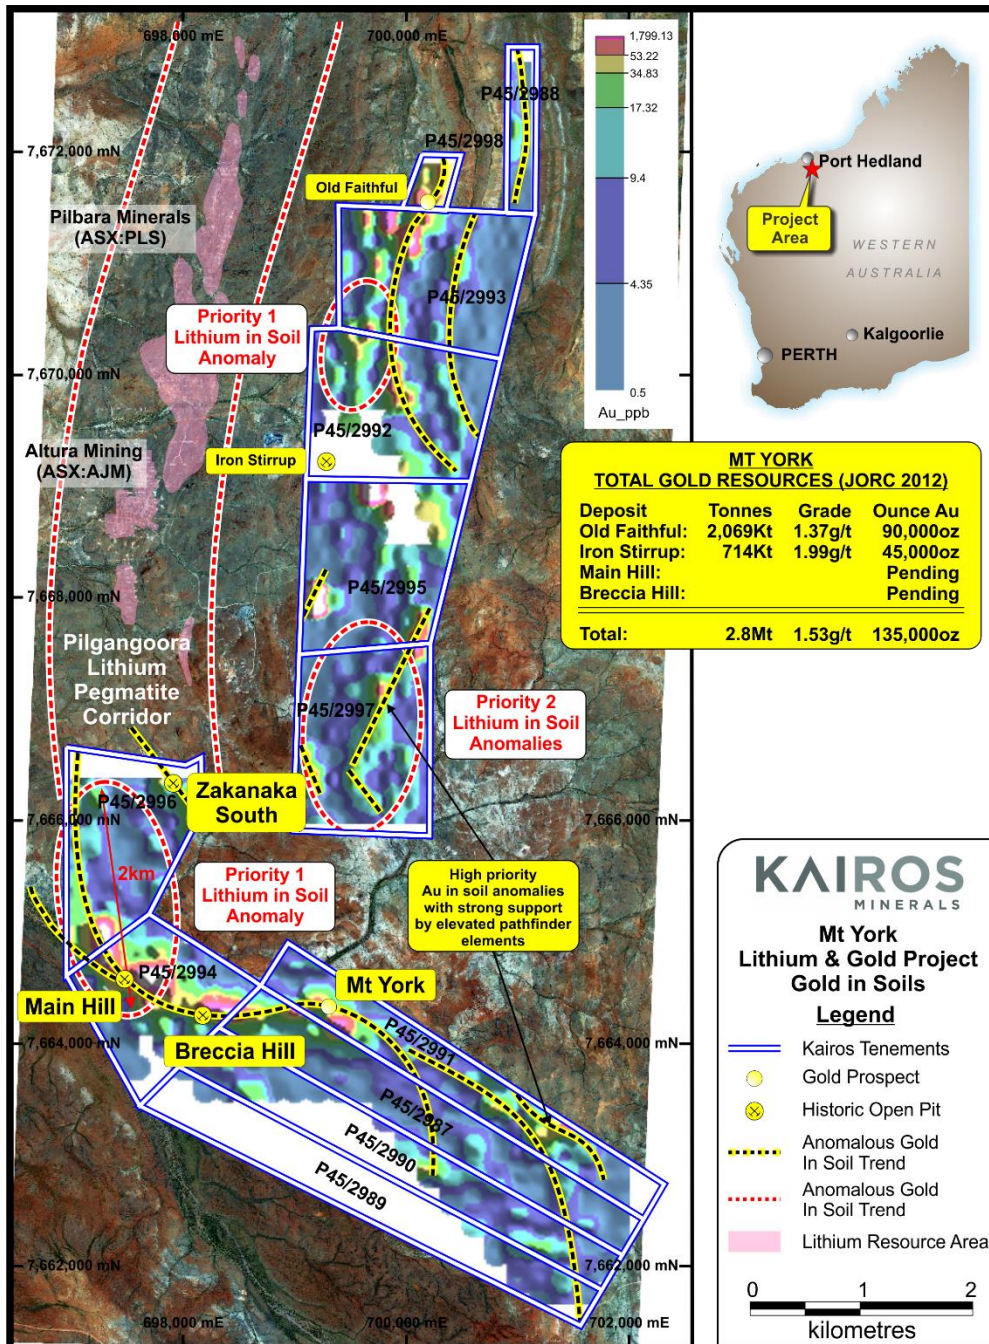 698,000 mE
700,000 mE
1,799.13
53.22
34.83
17.32
9.4
4.35
0.5
Au_ppb
P45/2988
P45/2998
7,672,000 mN
Old Faithful
Pilbara Minerals
(ASX:PLS)
P45/2993
Priority 1
Lithium in Soil
Anomaly
7,670,000 mN
P45/2992
Altura Mining
(ASX:AJM)
Iron Stirrup
P45/2995
7,668,000 mN
Pilgangoora
Lithium
Pegmatite
Corridor
P45/2997
Priority 2
Lithium in Soil
Anomalies
Zakanaka
South
P45/2996
7,666,000 mN
2km
Priority 1
Lithium in Soil
Anomaly
High priority
Au in soil anomalies
with strong support
by elevated pathfinder
elements
P45/2994
Main Hill
Mt York
Breccia Hill
7,664,000 mN
7,664,000 mN
P45/2991
P45/2987
P45/2990
P45/2989
7,662,000 mN
7,662,000 mN
698,000 mE
700,000 mE
702,000 mE
Port Hedland
Project
Area
WESTERN
AUSTRALIA
Kalgoorlie
PERTH
MT YORK
TOTAL GOLD RESOURCES (JORC 2012)
Deposit Tonnes Grade Ounce Au
Old Faithful: 2,069Kt 1.37g/t 90,000oz
Iron Stirrup: 714Kt 1.99g/t 45,000oz
Main Hill: Pending
Breccia Hill: Pending
Total: 2.8Mt 1.53g/t 135,000oz
7,666,000 mN
KAIROS
MINERALS
Mt York
Lithium & Gold Project
Gold in Soils
Legend
Kairos Tenements
Gold Prospect
Historic Open Pit
Anomalous Gold
In Soil Trend
Anomalous Gold
In Soil Trend
Lithium Resource Area
0 1 2
kilometres